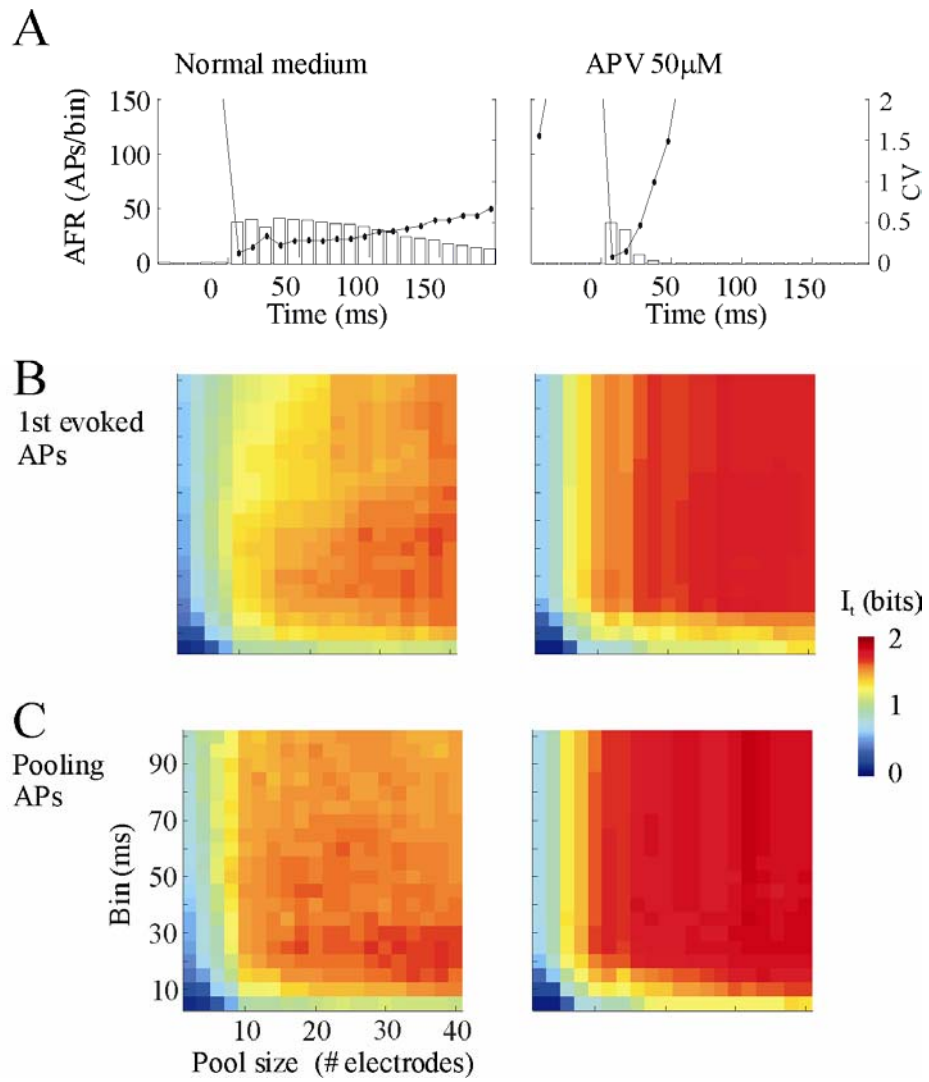 A
Normal medium
APV 50μM
AFR (APs/bin)
150
100
50
0
0 50 100 150
Time (ms)
0 50 100 150
Time (ms)
2
1.5
1
0.5
0
CV
B
1st evoked
APs
I_t (bits)
2
1
0
C
Pooling
APs
Bin (ms)
90
70
50
30
10
10 20 30 40
Pool size (# electrodes)